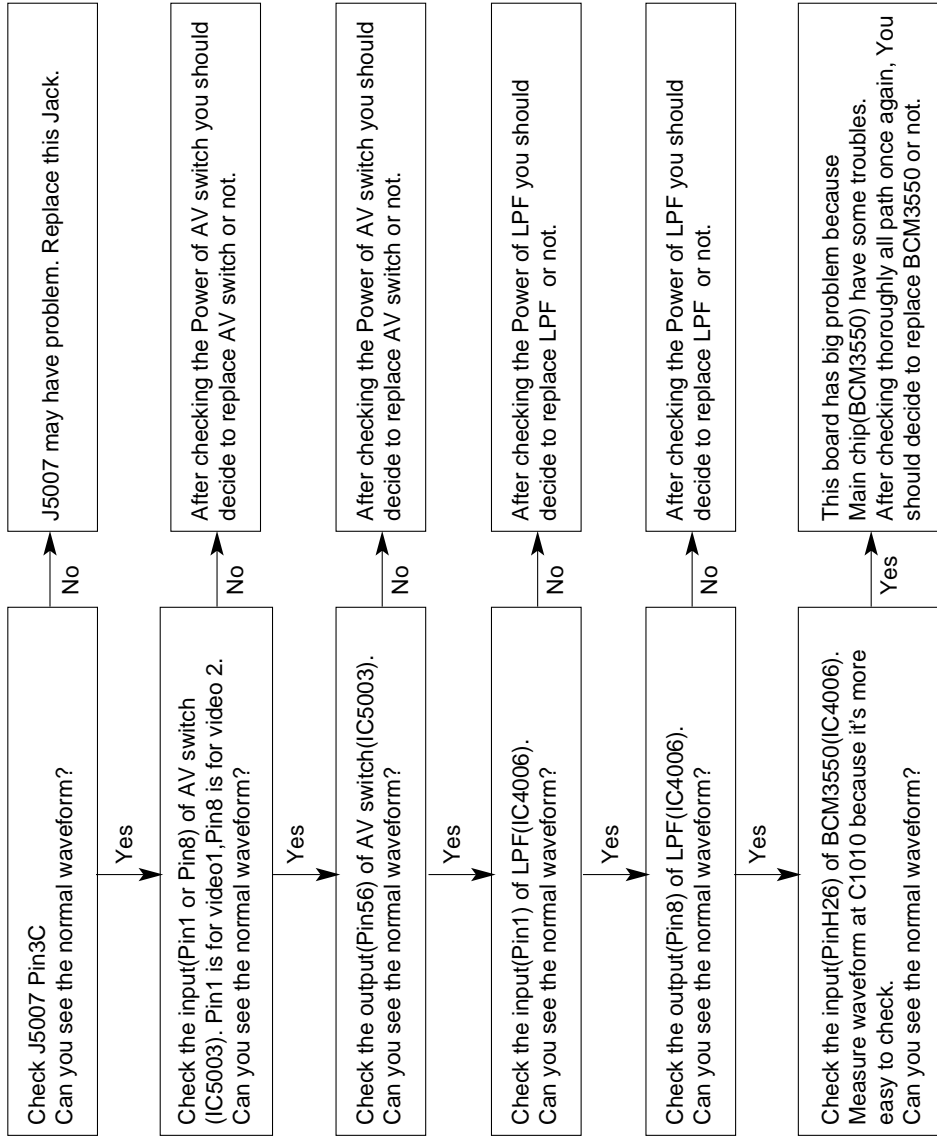 Check J5007 Pin3C
Can you see the normal waveform?
No
J5007 may have problem. Replace this Jack.
Yes
Check the input(Pin1 or Pin8) of AV switch
(IC5003). Pin1 is for video1,Pin8 is for video 2.
Can you see the normal waveform?
No
After checking the Power of AV switch you should
decide to replace AV switch or not.
Yes
Check the output(Pin56) of AV switch(IC5003).
Can you see the normal waveform?
No
After checking the Power of AV switch you should
decide to replace AV switch or not.
Yes
Check the input(Pin1) of LPF(IC4006).
Can you see the normal waveform?
No
After checking the Power of LPF you should
decide to replace LPF or not.
Yes
Check the output(Pin8) of LPF(IC4006).
Can you see the normal waveform?
No
After checking the Power of LPF you should
decide to replace LPF or not.
Yes
Check the input(PinH26) of BCM3550(IC4006).
Measure waveform at C1010 because it's more
easy to check.
Can you see the normal waveform?
Yes
This board has big problem because
Main chip(BCM3550) have some troubles.
After checking thoroughly all path once again, You
should decide to replace BCM3550 or not.